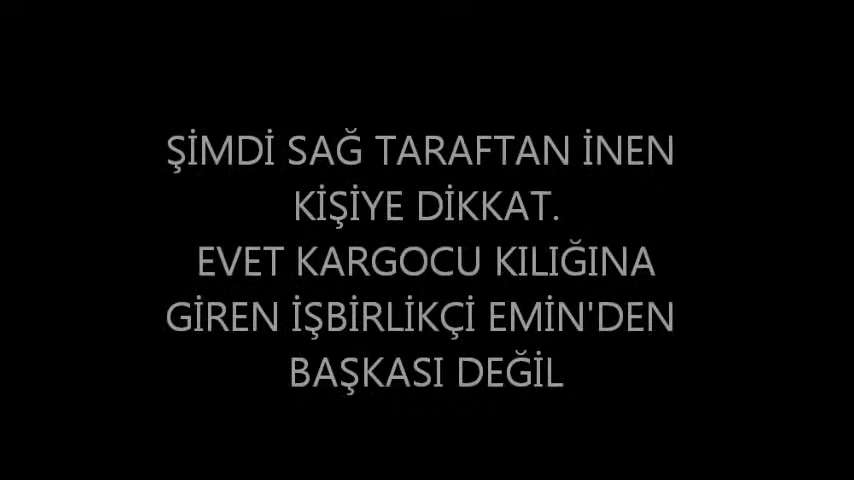 ŞİMDİ SAĞ TARAFTAN İNEN
KİŞİYE DİKKAT.
EVET KARGOCU KILIĞINA
GİREN İŞBİRLİKÇİ EMİN'DEN
BAŞKASI DEĞİL